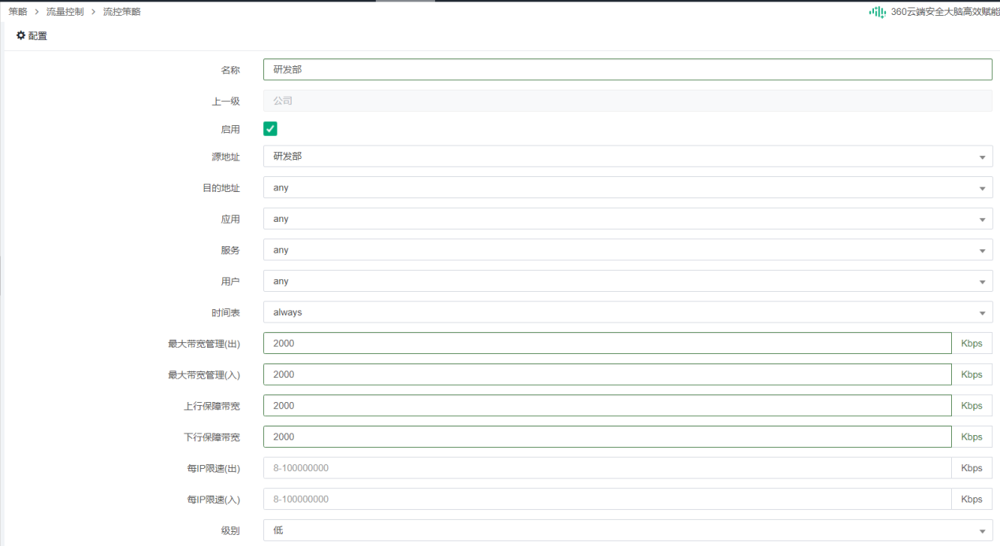 策略 > 流量控制 > 流控策略
360云端安全大脑高效赋能
配置
名称 研发部
上一级 公司
启用
源地址 研发部
目的地址 any
应用 any
服务 any
用户 any
时间表 always
最大带宽管理(出) 2000 Kbps
最大带宽管理(入) 2000 Kbps
上行保障带宽 2000 Kbps
下行保障带宽 2000 Kbps
每IP限速(出) 8-100000000 Kbps
每IP限速(入) 8-100000000 Kbps
级别 低